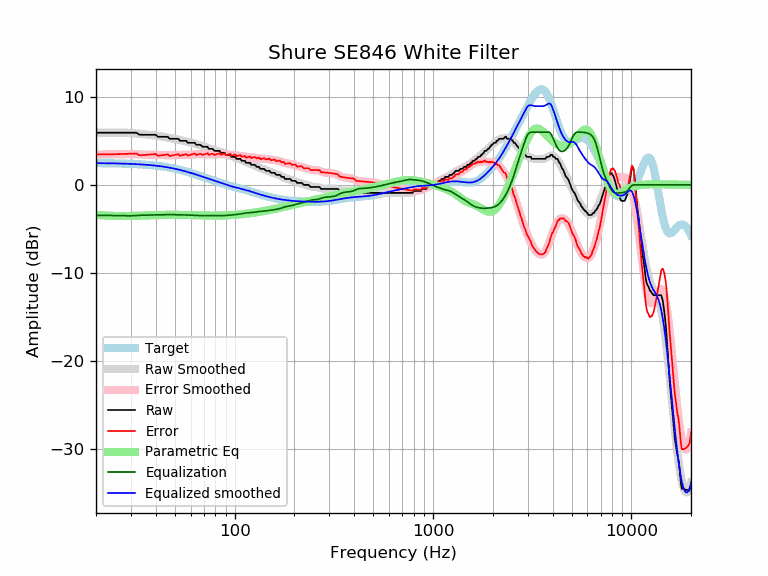 Shure SE846 White Filter
10
0
−10
−20
−30
Amplitude (dBr)
Target
Raw Smoothed
Error Smoothed
Raw
Error
Parametric Eq
Equalization
Equalized smoothed
100
1000
10000
Frequency (Hz)